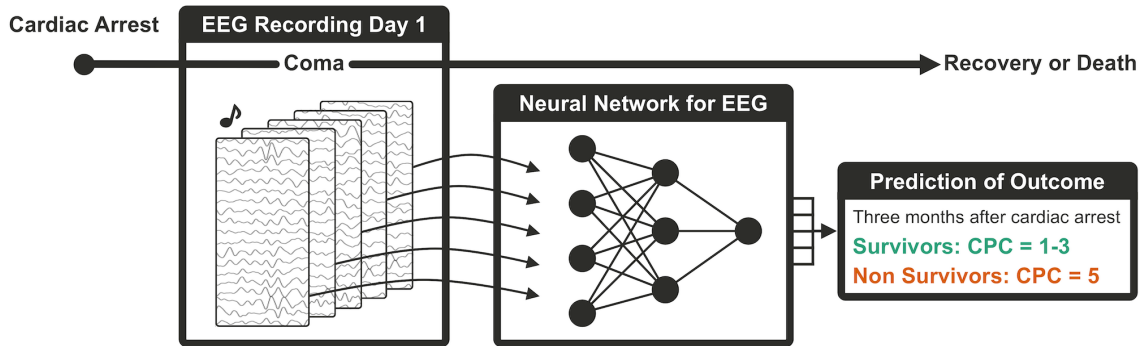 Cardiac Arrest
EEG Recording Day 1
Coma
Recovery or Death
Neural Network for EEG
Prediction of Outcome
Three months after cardiac arrest
Survivors: CPC = 1-3
Non Survivors: CPC = 5